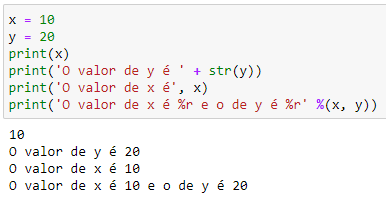 x = 10
y = 20
print(x)
print('O valor de y é ' + str(y))
print('O valor de x é', x)
print('O valor de x é %r e o de y é %r' %(x, y))
10
O valor de y é 20
O valor de x é 10
O valor de x é 10 e o de y é 20